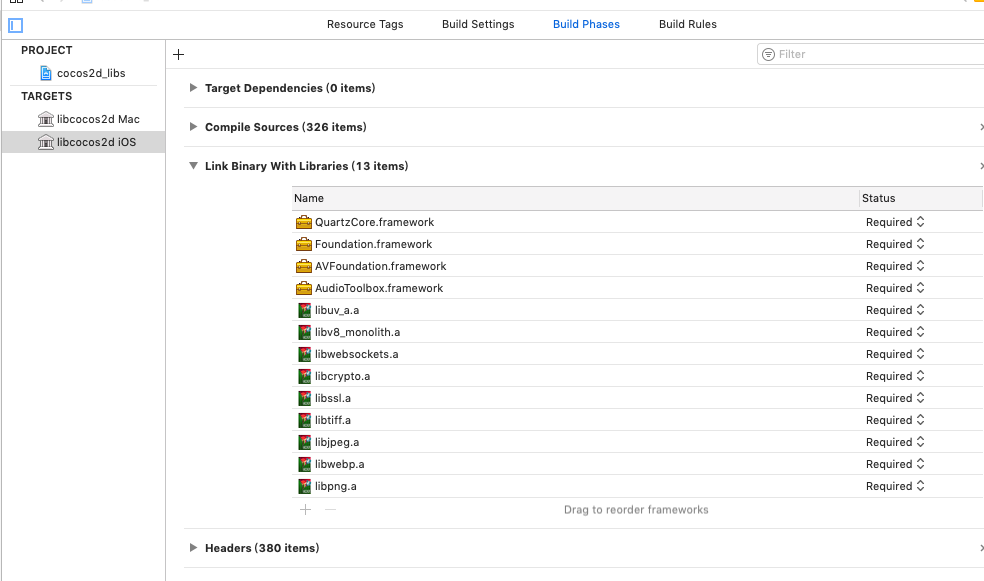 Resource Tags Build Settings Build Phases Build Rules
PROJECT
cocos2d_libs
TARGETS
libcocos2d Mac
libcocos2d iOS
Filter
Target Dependencies (0 items)
Compile Sources (326 items)
Link Binary With Libraries (13 items)
Name Status
QuartzCore.framework Required
Foundation.framework Required
AVFoundation.framework Required
AudioToolbox.framework Required
libuv_a.a Required
libv8_monolith.a Required
libwebsockets.a Required
libcrypto.a Required
libssl.a Required
libtiff.a Required
libjpeg.a Required
libwebp.a Required
libpng.a Required
Drag to reorder frameworks
Headers (380 items)